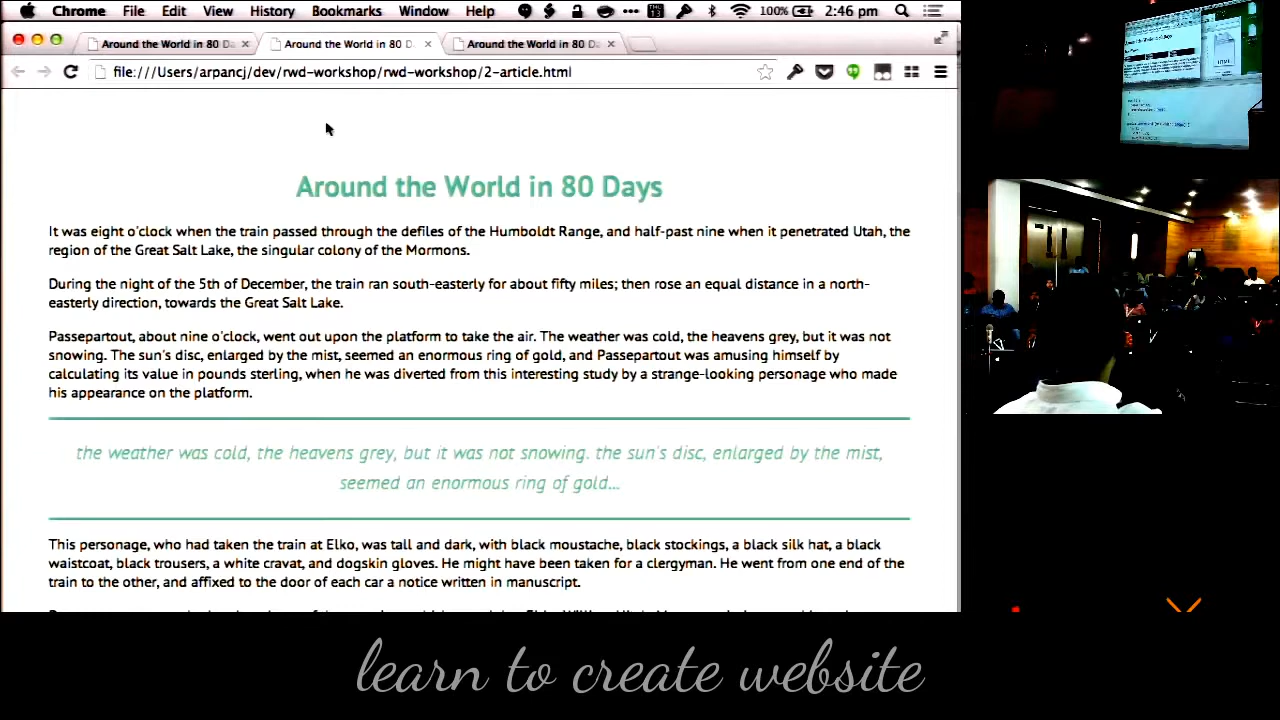 Chrome File Edit View History Bookmarks Window Help THU 13 100% 2:46 pm
Around the World in 80 D Around the World in 80 D Around the World in 80 D
file:///Users/arpancj/dev/rwd-workshop/rwd-workshop/2-article.html
Around the World in 80 Days
It was eight o'clock when the train passed through the defiles of the Humboldt Range, and half-past nine when it penetrated Utah, the
region of the Great Salt Lake, the singular colony of the Mormons.
During the night of the 5th of December, the train ran south-easterly for about fifty miles; then rose an equal distance in a north-
easterly direction, towards the Great Salt Lake.
Passepartout, about nine o'clock, went out upon the platform to take the air. The weather was cold, the heavens grey, but it was not
snowing. The sun's disc, enlarged by the mist, seemed an enormous ring of gold, and Passepartout was amusing himself by
calculating its value in pounds sterling, when he was diverted from this interesting study by a strange-looking personage who made
his appearance on the platform.
the weather was cold, the heavens grey, but it was not snowing. the sun's disc, enlarged by the mist,
seemed an enormous ring of gold...
This personage, who had taken the train at Elko, was tall and dark, with black moustache, black stockings, a black silk hat, a black
waistcoat, black trousers, a white cravat, and dogskin gloves. He might have been taken for a clergyman. He went from one end of the
train to the other, and affixed to the door of each car a notice written in manuscript.
learn to create website